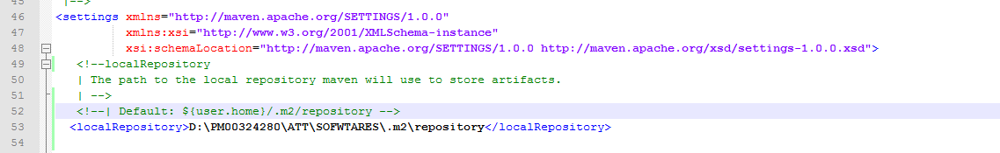 45 |-->
46 <settings xmlns="http://maven.apache.org/SETTINGS/1.0.0"
47 xmlns:xsi="http://www.w3.org/2001/XMLSchema-instance"
48 xsi:schemaLocation="http://maven.apache.org/SETTINGS/1.0.0 http://maven.apache.org/xsd/settings-1.0.0.xsd">
49 <!--localRepository
50 | The path to the local repository maven will use to store artifacts.
51 | -->
52 <!--| Default: ${user.home}/.m2/repository -->
53 <localRepository>D:\PM00324280\ATT\SOFWTARES\.m2\repository</localRepository>
54